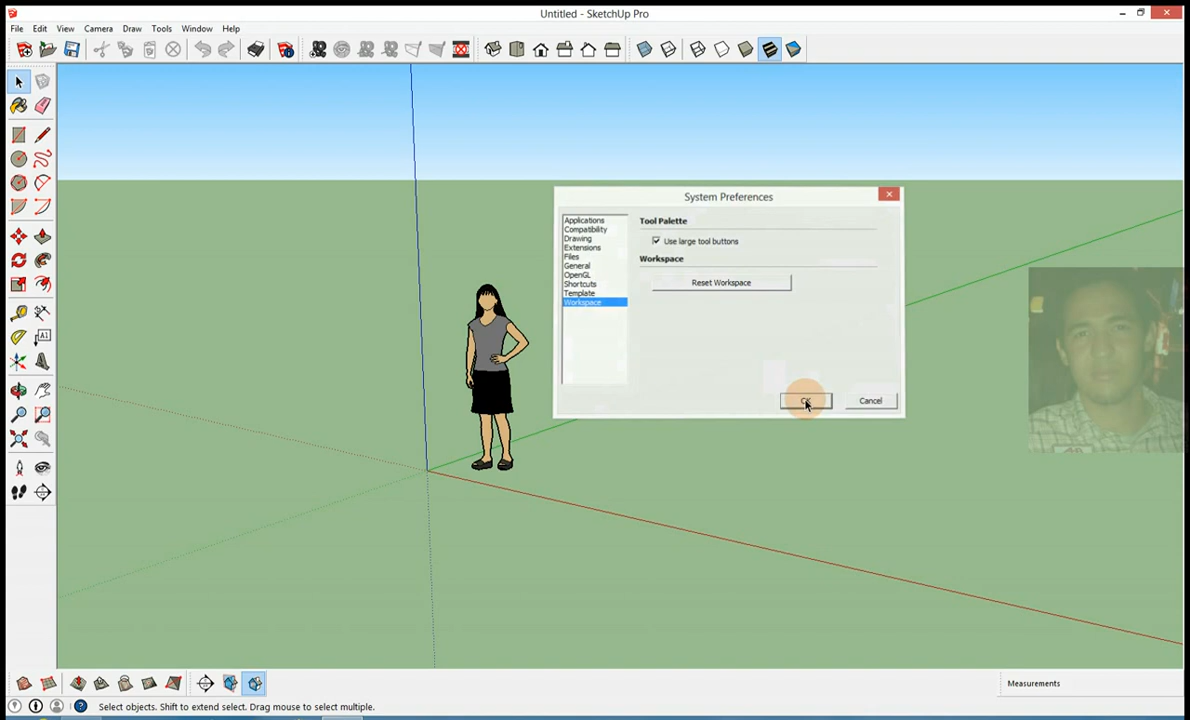 Untitled - SketchUp Pro
File Edit View Camera Draw Tools Window Help
System Preferences
Applications
Compatibility
Drawing
Extensions
Files
General
OpenGL
Shortcuts
Template
Workspace
Tool Palette
Use large tool buttons
Workspace
Reset Workspace
OK Cancel
A1
Measurements
Select objects. Shift to extend select. Drag mouse to select multiple.